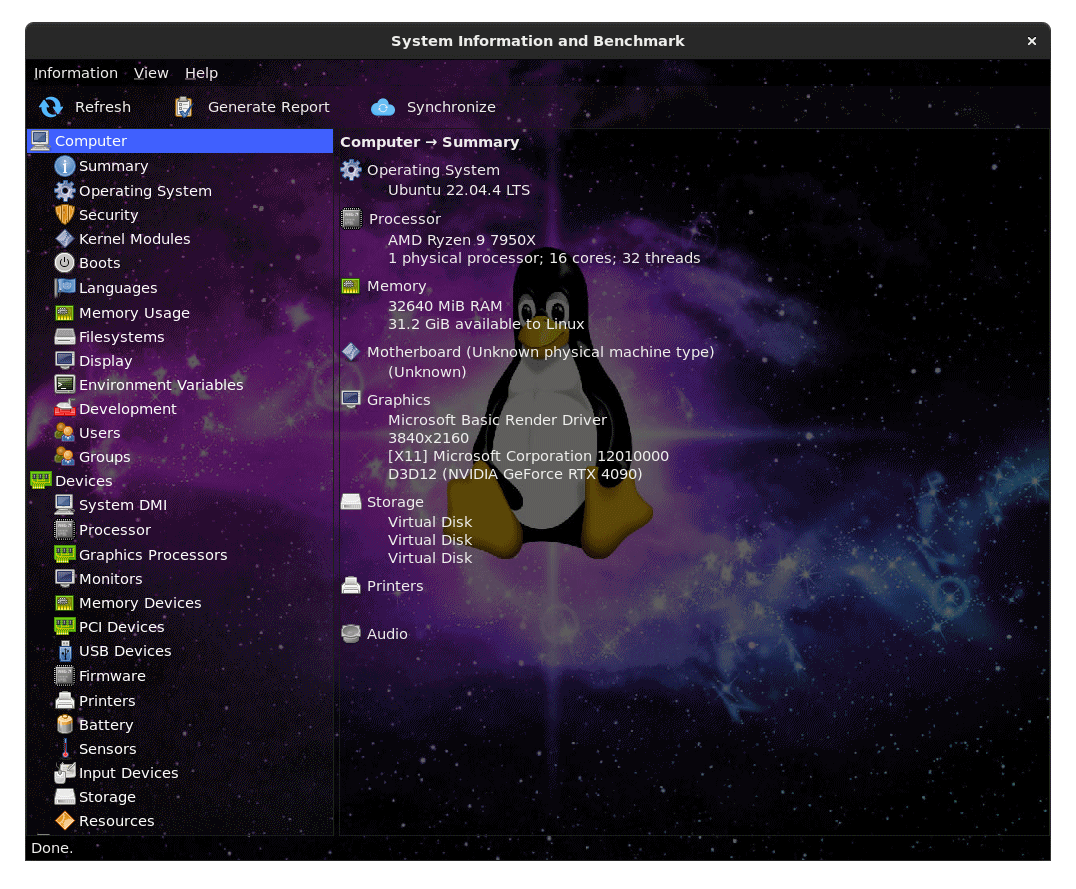 System Information and Benchmark
Information View Help
Refresh Generate Report Synchronize
Computer
Summary
Operating System
Security
Kernel Modules
Boots
Languages
Memory Usage
Filesystems
Display
Environment Variables
Development
Users
Groups
Devices
System DMI
Processor
Graphics Processors
Monitors
Memory Devices
PCI Devices
USB Devices
Firmware
Printers
Battery
Sensors
Input Devices
Storage
Resources
Computer → Summary
Operating System
Ubuntu 22.04.4 LTS
Processor
AMD Ryzen 9 7950X
1 physical processor; 16 cores; 32 threads
Memory
32640 MiB RAM
31.2 GiB available to Linux
Motherboard (Unknown physical machine type)
(Unknown)
Graphics
Microsoft Basic Render Driver
3840x2160
[X11] Microsoft Corporation 12010000
D3D12 (NVIDIA GeForce RTX 4090)
Storage
Virtual Disk
Virtual Disk
Virtual Disk
Printers
Audio
Done.